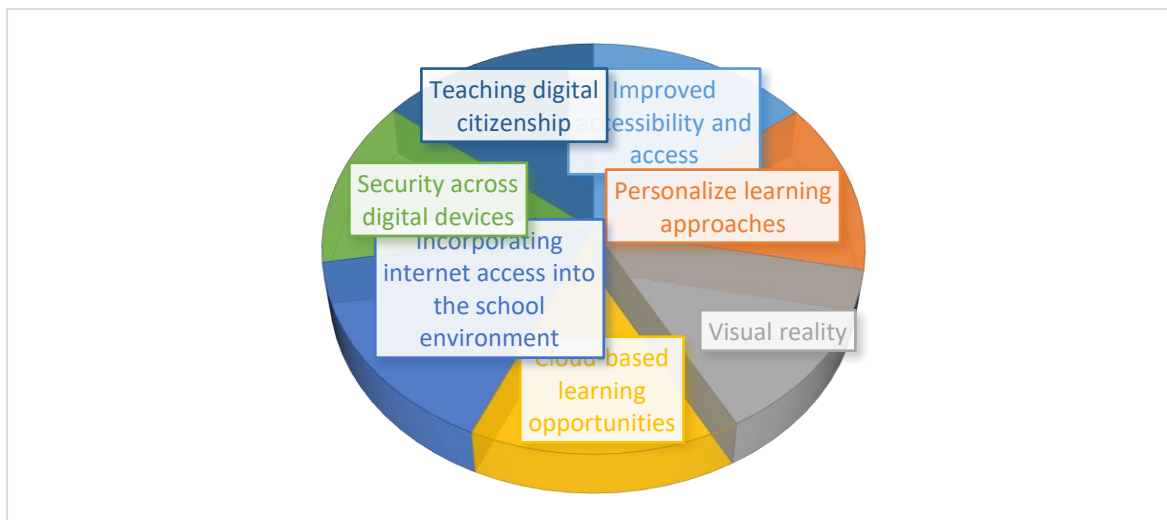 Teaching digital
citizenship
Improved
accessibility and
access
Personalize learning
approaches
Security across
digital devices
Incorporating
internet access into
the school
environment
Visual reality
Cloud-based
learning
opportunities